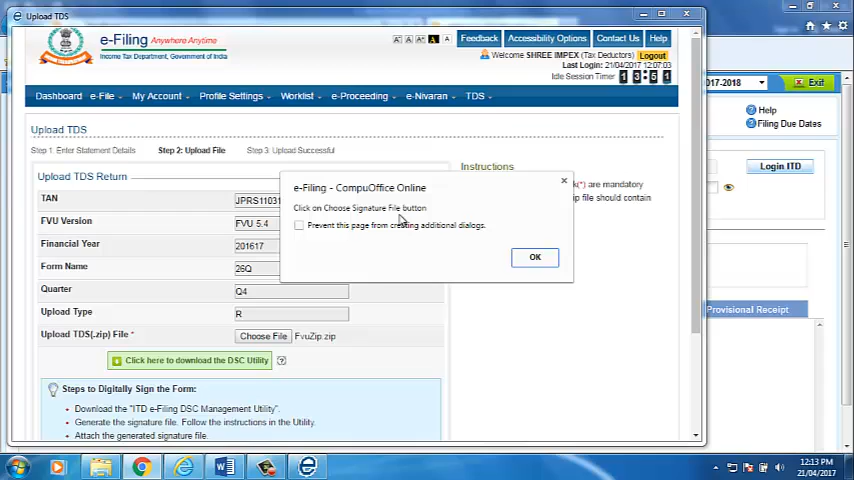 Upload TDS
e-Filing Anywhere Anytime
Income Tax Department, Government of India
Feedback Accessibility Options Contact Us Help
Welcome SHREE IMPEX (Tax Deductors) Logout
Last Login: 21/04/2017 12:07:03
Idle Session Timer 1 3 : 5 1
Dashboard e-File My Account Profile Settings Worklist e-Proceeding e-Nivaran TDS
Upload TDS
Step 1: Enter Statement Details Step 2: Upload File Step 3: Upload Successful
Upload TDS Return
Instructions
k(*) are mandatory
ip file should contain
TAN JPRS1103
FVU Version FVU 5.4
Financial Year 201617
Form Name 26Q
Quarter Q4
Upload Type R
Upload TDS(.zip) File * Choose File FvuZip.zip
Click here to download the DSC Utility ?
Steps to Digitally Sign the Form:
• Download the "ITD e-Filing DSC Management Utility".
• Generate the signature file. Follow the instructions in the Utility.
• Attach the generated signature file.
e-Filing - CompuOffice Online
Click on Choose Signature File button
Prevent this page from creating additional dialogs.
OK
017-2018 Exit
Help
Filing Due Dates
Login ITD
Provisional Receipt
12:13 PM
21/04/2017